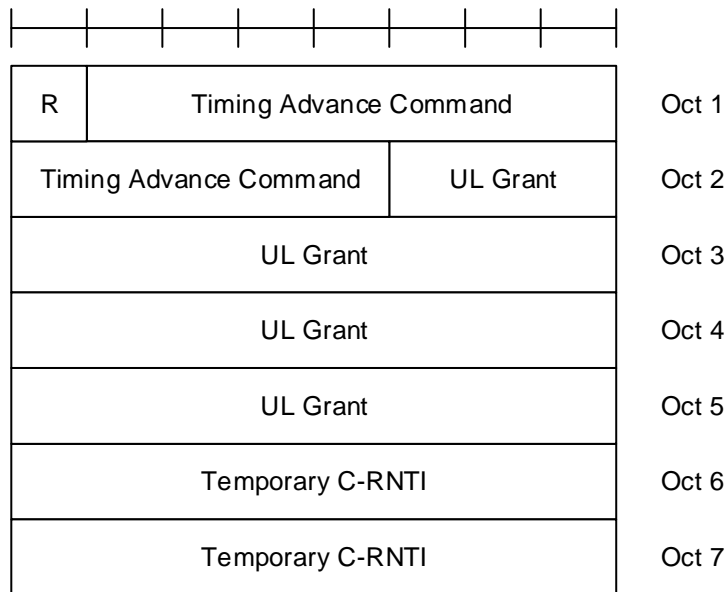 R Timing Advance Command Oct 1
Timing Advance Command UL Grant Oct 2
UL Grant Oct 3
UL Grant Oct 4
UL Grant Oct 5
Temporary C-RNTI Oct 6
Temporary C-RNTI Oct 7